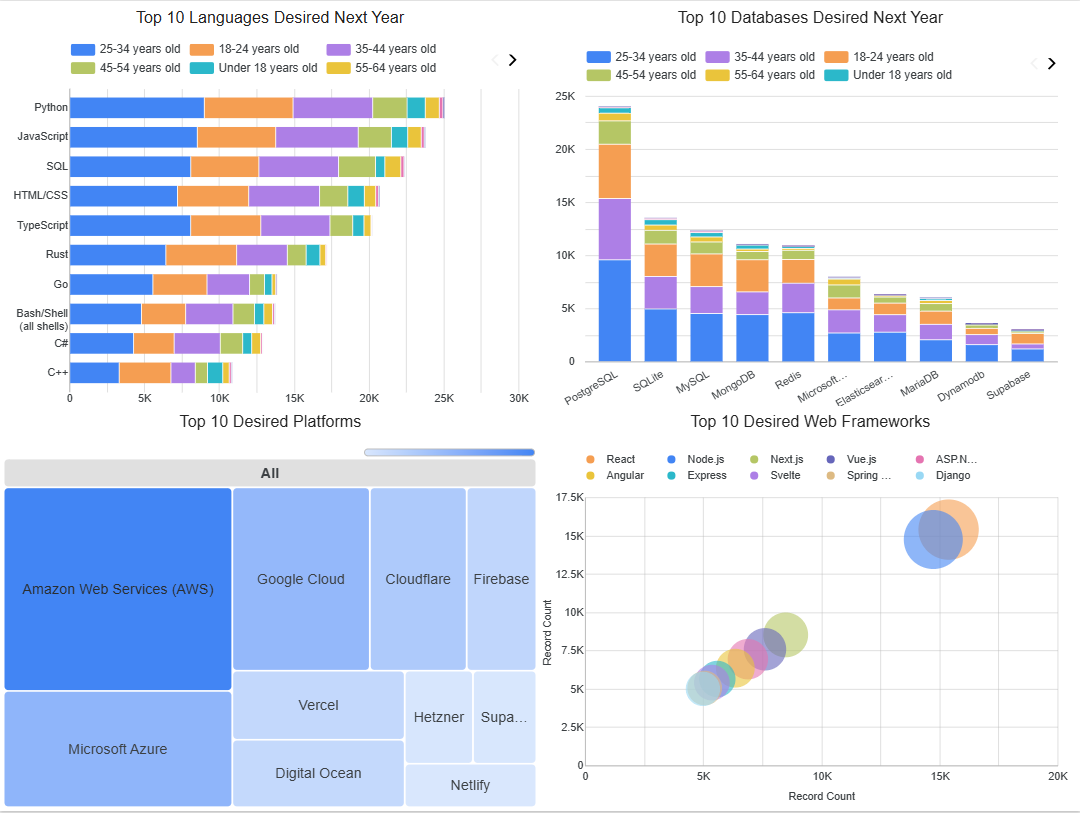 Top 10 Languages Desired Next Year
25-34 years old 18-24 years old 35-44 years old
45-54 years old Under 18 years old 55-64 years old
Python
JavaScript
SQL
HTML/CSS
TypeScript
Rust
Go
Bash/Shell
(all shells)
C#
C++
0 5K 10K 15K 20K 25K 30K
Top 10 Databases Desired Next Year
25-34 years old 35-44 years old 18-24 years old
45-54 years old 55-64 years old Under 18 years old
25K
20K
15K
10K
5K
0
PostgreSQL SQLite MySQL MongoDB Redis Microsoft... Elasticsear... MariaDB Dynamodb Supabase
Top 10 Desired Platforms
All
Amazon Web Services (AWS)
Google Cloud
Cloudflare
Firebase
Microsoft Azure
Vercel
Hetzner
Supa...
Digital Ocean
Netlify
Top 10 Desired Web Frameworks
React Node.js Next.js Vue.js ASP.N...
Angular Express Svelte Spring ... Django
17.5K
15K
12.5K
10K
7.5K
5K
2.5K
0
Record Count
0 5K 10K 15K 20K
Record Count